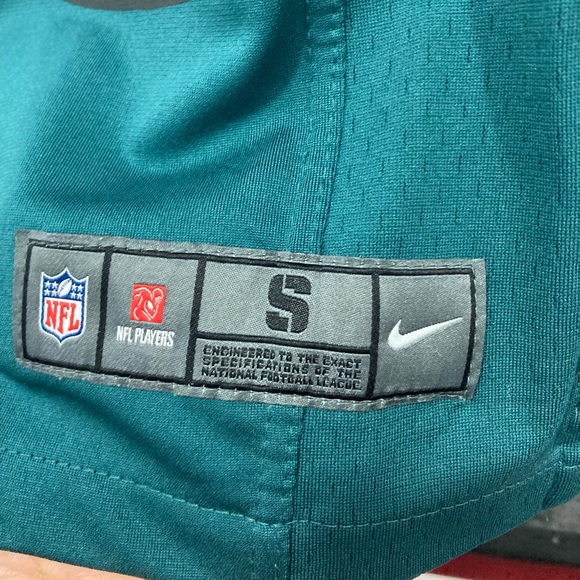 NFL
NFL PLAYERS
S
ENGINEERED TO THE EXACT
SPECIFICATIONS OF THE
NATIONAL FOOTBALL LEAGUE